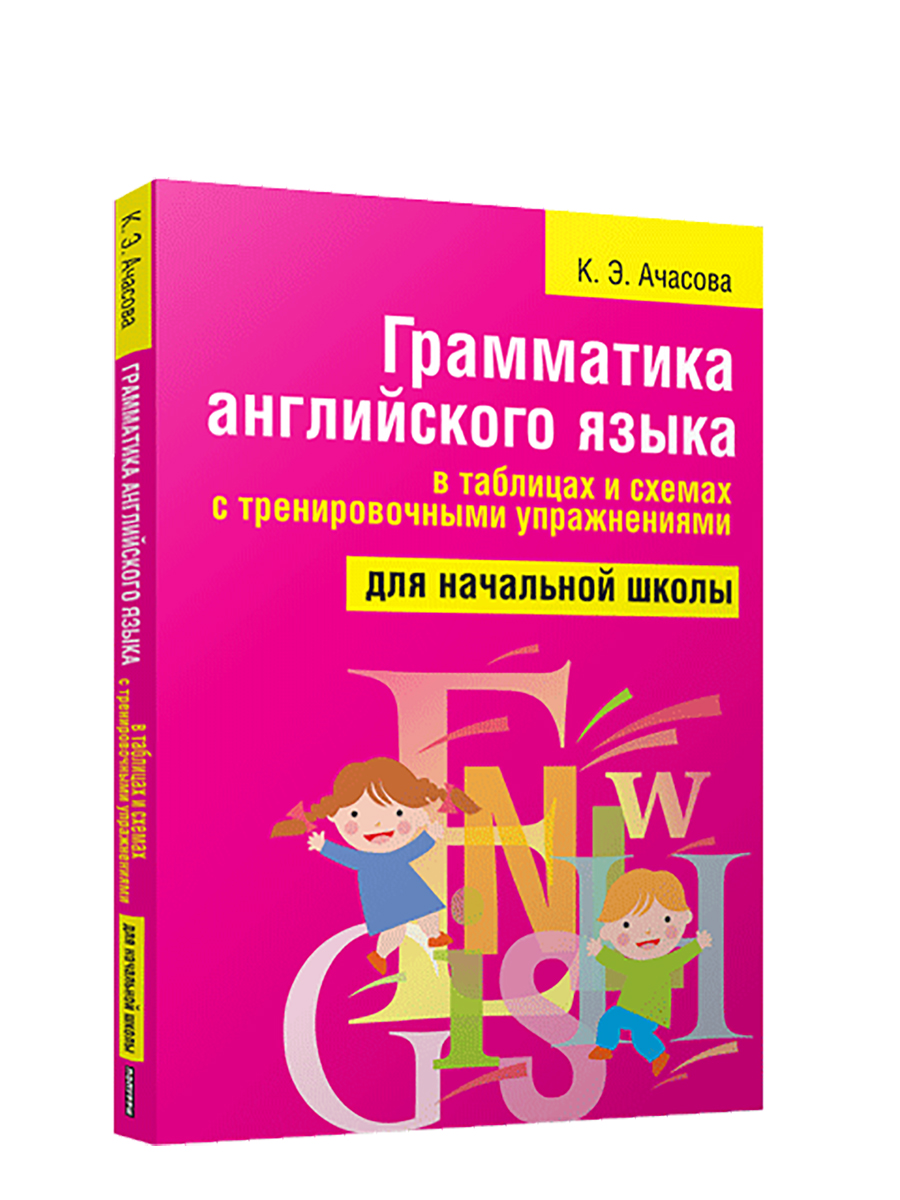 К. Э. Ачасова
Грамматика
английского языка
в таблицах и схемах
с тренировочными упражнениями
для начальной школы
E
N
L
W
G
i
S
H
К. Э. Ачасова
ГРАММАТИКА АНГЛИЙСКОГО ЯЗЫКА
в таблицах и схемах
с тренировочными упражнениями
для начальной школы